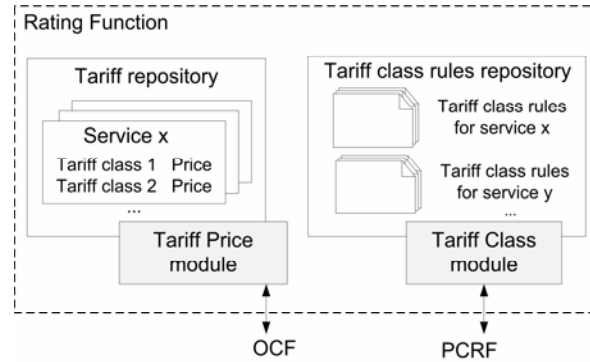 Rating Function
Tariff repository
Service x
Tariff class 1 Price
Tariff class 2 Price
...
Tariff Price
module
Tariff class rules repository
Tariff class rules
for service x
Tariff class rules
for service y
...
Tariff Class
module
OCF
PCRF